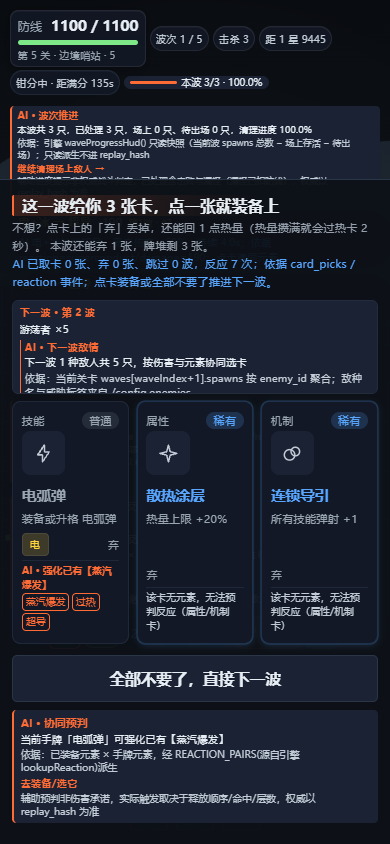 防线 1100 / 1100
第 5 关 · 边境哨站 · 5
波次 1 / 5
击杀 3
距 1 星 9445
钳分中 · 距满分 135s
本波 3/3 · 100.0%
AI • 波次推进
本波共 3 只，已处理 3 只，场上 0 只、待出场 0 只，清理进度 100.0%
依据：引擎 waveProgressHud() 只读快照（当前波 spawns 总数 − 场上存活 − 待出
场）；只读派生不进 replay_hash
继续清理场上敌人 →
这一波给你 3 张卡，点一张就装备上
不想？点卡上的「弃」丢掉，还能回 1 点热量（热量攒满就会过热卡 2
秒）。 本波还能弃 1 张，牌堆剩 3 张。
AI 已取卡 0 张、弃 0 张、跳过 0 波，反应 7 次；依据 card_picks /
reaction 事件；点卡装备或全部不要了推进下一波。
下一波 • 第 2 波
游荡者 ×5
AI • 下一波敌情
下一波 1 种敌人共 5 只，按伤害与元素协同选卡
依据：当前关卡 waves[waveIndex+1].spawns 按 enemy_id 聚合；敌种
技能
普通
电弧弹
装备或升格 电弧弹
电
弃
AI • 强化已有【蒸汽
爆发】
蒸汽爆发
过热
超导
属性
稀有
散热涂层
热量上限 +20%
弃
该卡无元素，无法预
判反应（属性/机制
卡）
机制
稀有
连锁导引
所有技能弹射 +1
弃
该卡无元素，无法预
判反应（属性/机制
卡）
全部不要了，直接下一波
AI • 协同预判
当前手牌「电弧弹」可强化已有【蒸汽爆发】
依据：已装备元素 × 手牌元素，经 REACTION_PAIRS(源自引擎
lookupReaction)派生
去装备/选它
辅助预判非伤害承诺，实际触发取决于释放顺序/命中/层数，权威以
replay_hash 为准